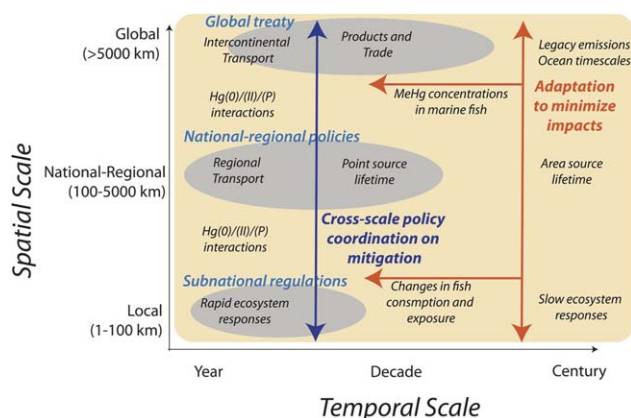 Global
(>5000 km)
Global treaty
Intercontinental
Transport
Products and
Trade
Legacy emissions
Ocean timescales
Hg(0)/(II)/(P)
interactions
MeHg concentrations
in marine fish
Adaptation
to minimize
impacts
National-regional policies
National-Regional
(100-5000 km)
Regional
Transport
Point source
lifetime
Area source
lifetime
Spatial Scale
Hg(0)/(II)/(P)
interactions
Cross-scale policy
coordination on
mitigation
Subnational regulations
Local
(1-100 km)
Rapid ecosystem
responses
Changes in fish
consmption and
exposure
Slow ecosystem
responses
Year
Decade
Century
Temporal Scale